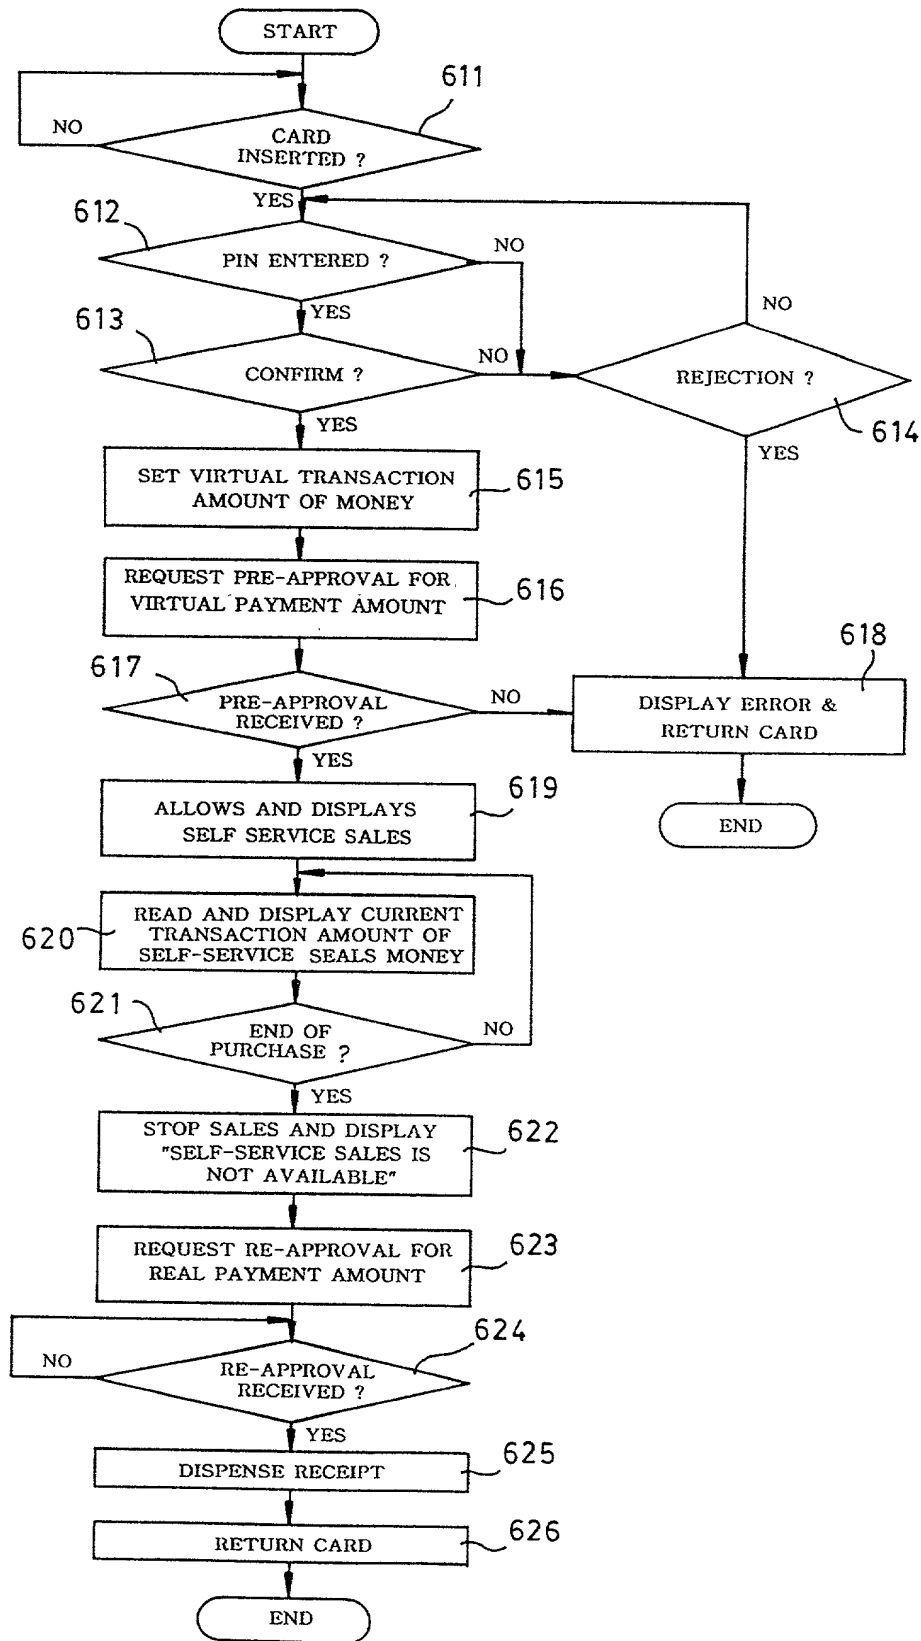 START
611
NO
CARD
INSERTED ?
YES
612
PIN ENTERED ?
NO
YES
NO
613
CONFIRM ?
NO
REJECTION ?
614
YES
YES
SET VIRTUAL TRANSACTION
AMOUNT OF MONEY
615
REQUEST PRE-APPROVAL FOR
VIRTUAL PAYMENT AMOUNT
616
617
PRE-APPROVAL
RECEIVED ?
NO
618
DISPLAY ERROR &
RETURN CARD
YES
619
ALLOWS AND DISPLAYS
SELF SERVICE SALES
END
620
READ AND DISPLAY CURRENT
TRANSACTION AMOUNT OF
SELF-SERVICE SEALS MONEY
621
END OF
PURCHASE ?
NO
YES
STOP SALES AND DISPLAY
"SELF-SERVICE SALES IS
NOT AVAILABLE"
622
REQUEST RE-APPROVAL FOR
REAL PAYMENT AMOUNT
623
624
NO
RE-APPROVAL
RECEIVED ?
YES
DISPENSE RECEIPT
625
RETURN CARD
626
END